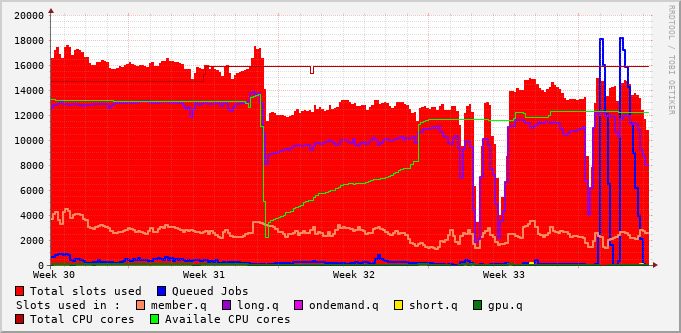 20000
18000
16000
14000
12000
10000
8000
6000
4000
2000
0
Week 30 Week 31 Week 32 Week 33
Total slots used Queued Jobs
Slots used in : member.q long.q ondemand.q short.q gpu.q
Total CPU cores Availale CPU cores
RRDTOOL / TOBI OETIKER